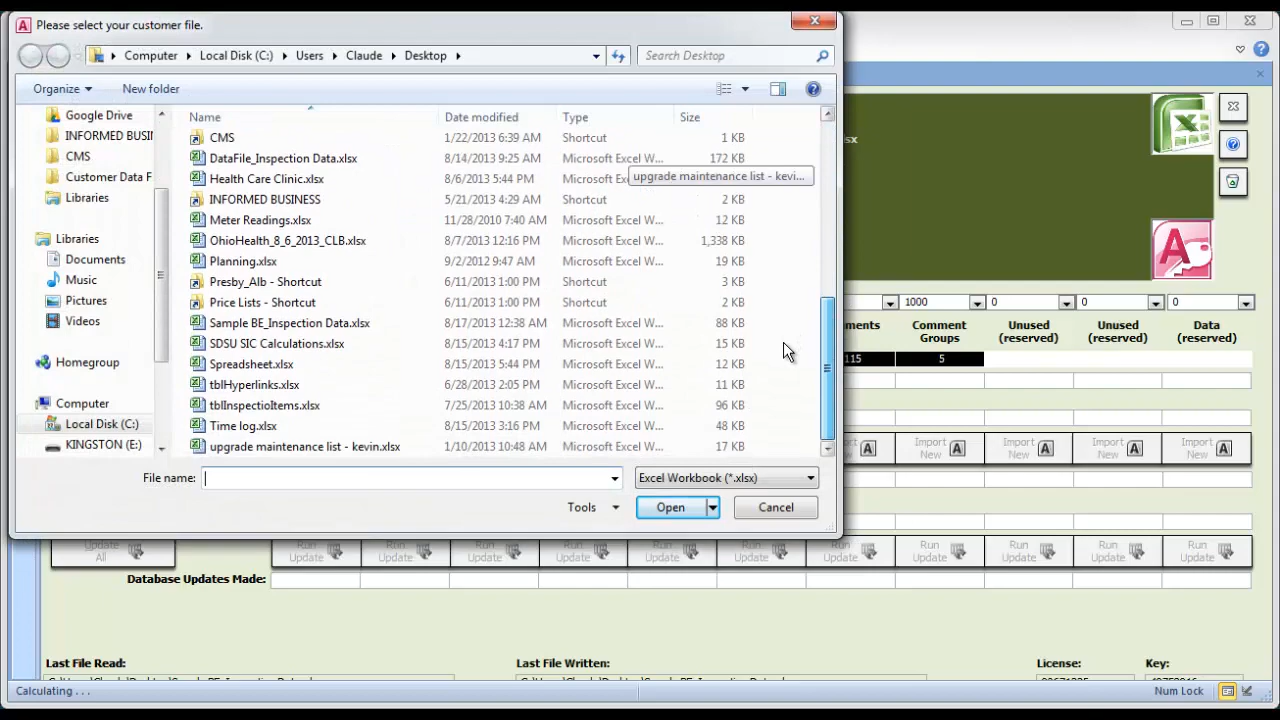 Please select your customer file.
Computer Local Disk (C:) Users Claude Desktop Search Desktop
Organize New folder
Name Date modified Type Size
Google Drive
INFORMED BUSI
CMS
Customer Data F
Libraries
Libraries
Documents
Music
Pictures
Videos
Homegroup
Computer
Local Disk (C:)
KINGSTON (E:)
CMS 1/22/2013 6:39 AM Shortcut 1 KB
DataFile_Inspection Data.xlsx 8/14/2013 9:25 AM Microsoft Excel W... 172 KB
Health Care Clinic.xlsx 8/6/2013 5:44 PM Microsoft Excel
upgrade maintenance list - kevi...
INFORMED BUSINESS 5/21/2013 4:29 AM Shortcut 2 KB
Meter Readings.xlsx 11/28/2010 7:40 AM Microsoft Excel W... 12 KB
OhioHealth_8_6_2013_CLB.xlsx 8/7/2013 12:16 PM Microsoft Excel W... 1,338 KB
Planning.xlsx 9/2/2012 9:47 AM Microsoft Excel W... 19 KB
Presby_Alb - Shortcut 6/11/2013 1:00 PM Shortcut 3 KB
Price Lists - Shortcut 6/11/2013 1:00 PM Shortcut 2 KB
Sample BE_Inspection Data.xlsx 8/17/2013 12:38 AM Microsoft Excel W... 88 KB
SDSU SIC Calculations.xlsx 8/15/2013 4:17 PM Microsoft Excel W... 15 KB
Spreadsheet.xlsx 8/15/2013 5:44 PM Microsoft Excel W... 12 KB
tblHyperlinks.xlsx 6/28/2013 2:05 PM Microsoft Excel W... 11 KB
tblInspectioItems.xlsx 7/25/2013 10:38 AM Microsoft Excel W... 96 KB
Time log.xlsx 8/15/2013 3:16 PM Microsoft Excel W... 48 KB
upgrade maintenance list - kevin.xlsx 1/10/2013 10:48 AM Microsoft Excel W... 17 KB
File name: Excel Workbook (*.xlsx)
Tools Open Cancel
sx
1000 0 0 0
ments Comment Groups Unused (reserved) Unused (reserved) Data (reserved)
115 5
Import New Import New Import New Import New
Update All Run Update Run Update Run Update Run Update Run Update Run Update Run Update Run Update Run Update Run Update Run Update
Database Updates Made:
Last File Read: Last File Written: License: Key:
Calculating . . . Num Lock